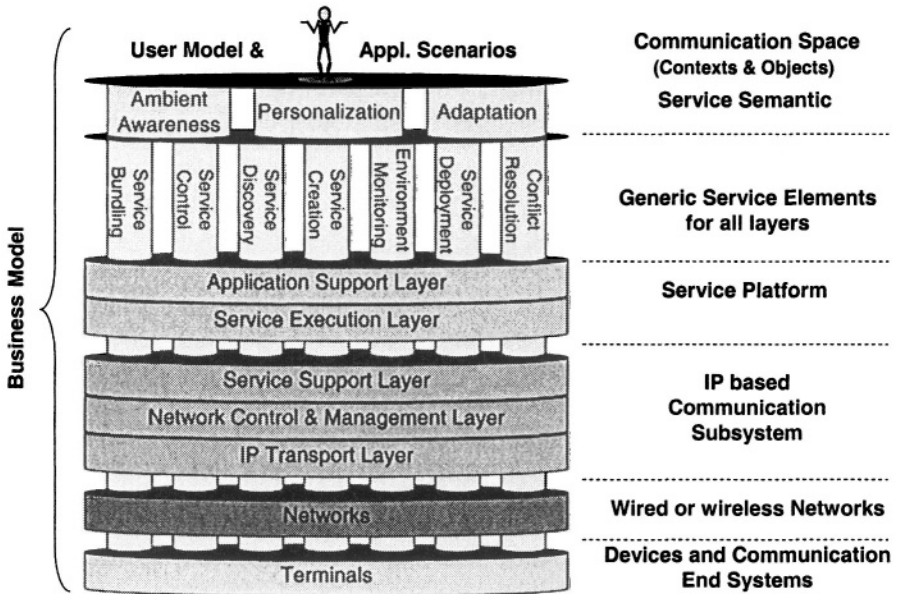 User Model & Appl. Scenarios
Communication Space
(Contexts & Objects)
Service Semantic
Ambient
Awareness
Personalization
Adaptation
Service
Bundling
Service
Control
Service
Discovery
Service
Creation
Environment
Monitoring
Service
Deployment
Conflict
Resolution
Generic Service Elements
for all layers
Application Support Layer
Service Execution Layer
Service Platform
Service Support Layer
Network Control & Management Layer
IP Transport Layer
IP based
Communication
Subsystem
Networks
Wired or wireless Networks
Terminals
Devices and Communication
End Systems
Business Model